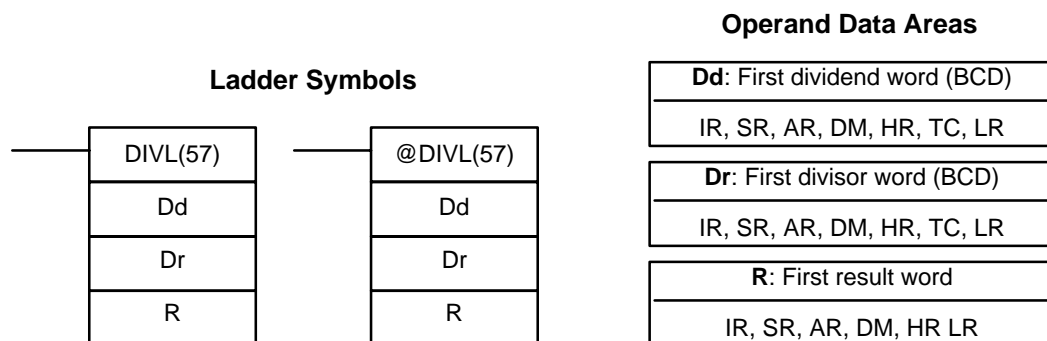 Operand Data Areas
Ladder Symbols
DIVL(57)
Dd
Dr
R
@DIVL(57)
Dd
Dr
R
Dd: First dividend word (BCD)
IR, SR, AR, DM, HR, TC, LR
Dr: First divisor word (BCD)
IR, SR, AR, DM, HR, TC, LR
R: First result word
IR, SR, AR, DM, HR LR